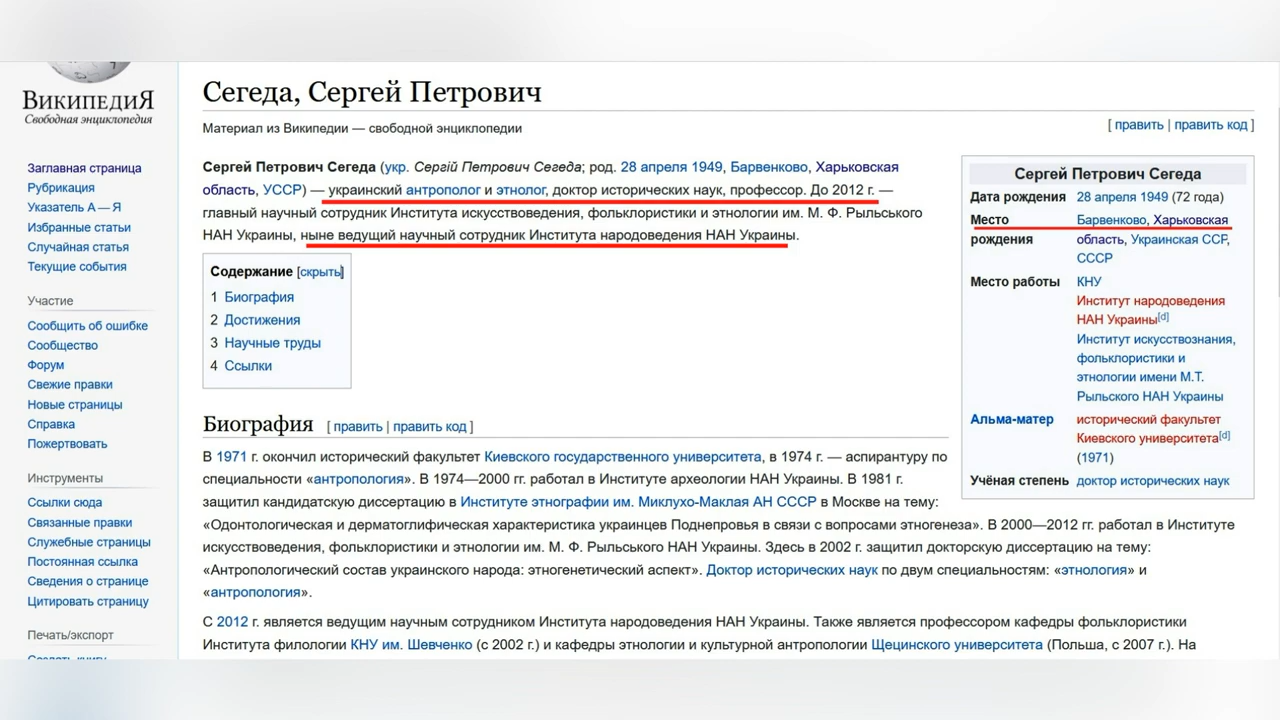 ВИКИПЕДИЯ
Свободная энциклопедия
Заглавная страница
Рубрикация
Указатель А — Я
Избранные статьи
Случайная статья
Текущие события
Участие
Сообщить об ошибке
Сообщество
Форум
Свежие правки
Новые страницы
Справка
Пожертвовать
Инструменты
Ссылки сюда
Связанные правки
Служебные страницы
Постоянная ссылка
Сведения о странице
Цитировать страницу
Печать/экспорт
Сегеда, Сергей Петрович
Материал из Википедии — свободной энциклопедии
[ править | править код ]
Сергей Петрович Сегеда (укр. Сергій Петрович Сегеда; род. 28 апреля 1949, Барвенково, Харьковская
область, УССР) — украинский антрополог и этнолог, доктор исторических наук, профессор. До 2012 г. —
главный научный сотрудник Института искусствоведения, фольклористики и этнологии им. М. Ф. Рыльского
НАН Украины, ныне ведущий научный сотрудник Института народоведения НАН Украины.
Содержание [скрыть]
1 Биография
2 Достижения
3 Научные труды
4 Ссылки
Сергей Петрович Сегеда
Дата рождения 28 апреля 1949 (72 года)
Место Барвенково, Харьковская
рождения область, Украинская ССР,
СССР
Место работы КНУ
Институт народоведения
НАН Украины[d]
Институт искусствознания,
фольклористики и
этнологии имени М.Т.
Рыльского НАН Украины
Альма-матер исторический факультет
Киевского университета[d]
(1971)
Учёная степень доктор исторических наук
Биография [ править | править код ]
В 1971 г. окончил исторический факультет Киевского государственного университета, в 1974 г. — аспирантуру по
специальности «антропология». В 1974—2000 гг. работал в Институте археологии НАН Украины. В 1981 г.
защитил кандидатскую диссертацию в Институте этнографии им. Миклухо-Маклая АН СССР в Москве на тему:
«Одонтологическая и дерматоглифическая характеристика украинцев Поднепровья в связи с вопросами этногенеза». В 2000—2012 гг. работал в Институте
искусствоведения, фольклористики и этнологии им. М. Ф. Рыльского НАН Украины. Здесь в 2002 г. защитил докторскую диссертацию на тему:
«Антропологический состав украинского народа: этногенетический аспект». Доктор исторических наук по двум специальностям: «этнология» и
«антропология».
С 2012 г. является ведущим научным сотрудником Института народоведения НАН Украины. Также является профессором кафедры фольклористики
Института филологии КНУ им. Шевченко (с 2002 г.) и кафедры этнологии и культурной антропологии Щецинского университета (Польша, с 2007 г.). На